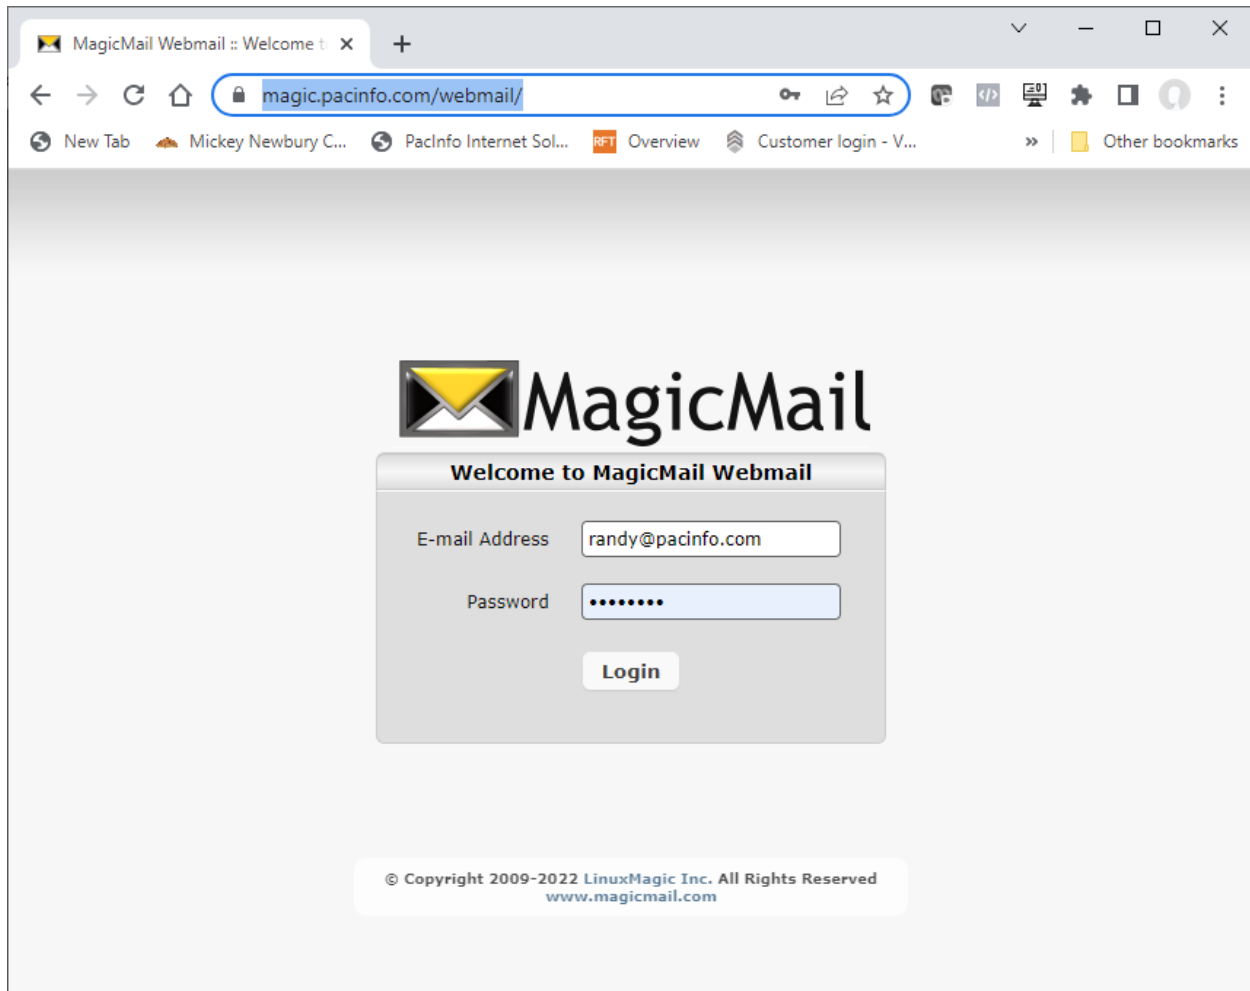 MagicMail Webmail :: Welcome t
magic.pacinfo.com/webmail/
New Tab
Mickey Newbury C...
PacInfo Internet Sol...
RFT Overview
Customer login - V...
»
Other bookmarks
MagicMail
Welcome to MagicMail Webmail
E-mail Address randy@pacinfo.com
Password ••••••••
Login
© Copyright 2009-2022 LinuxMagic Inc. All Rights Reserved
www.magicmail.com